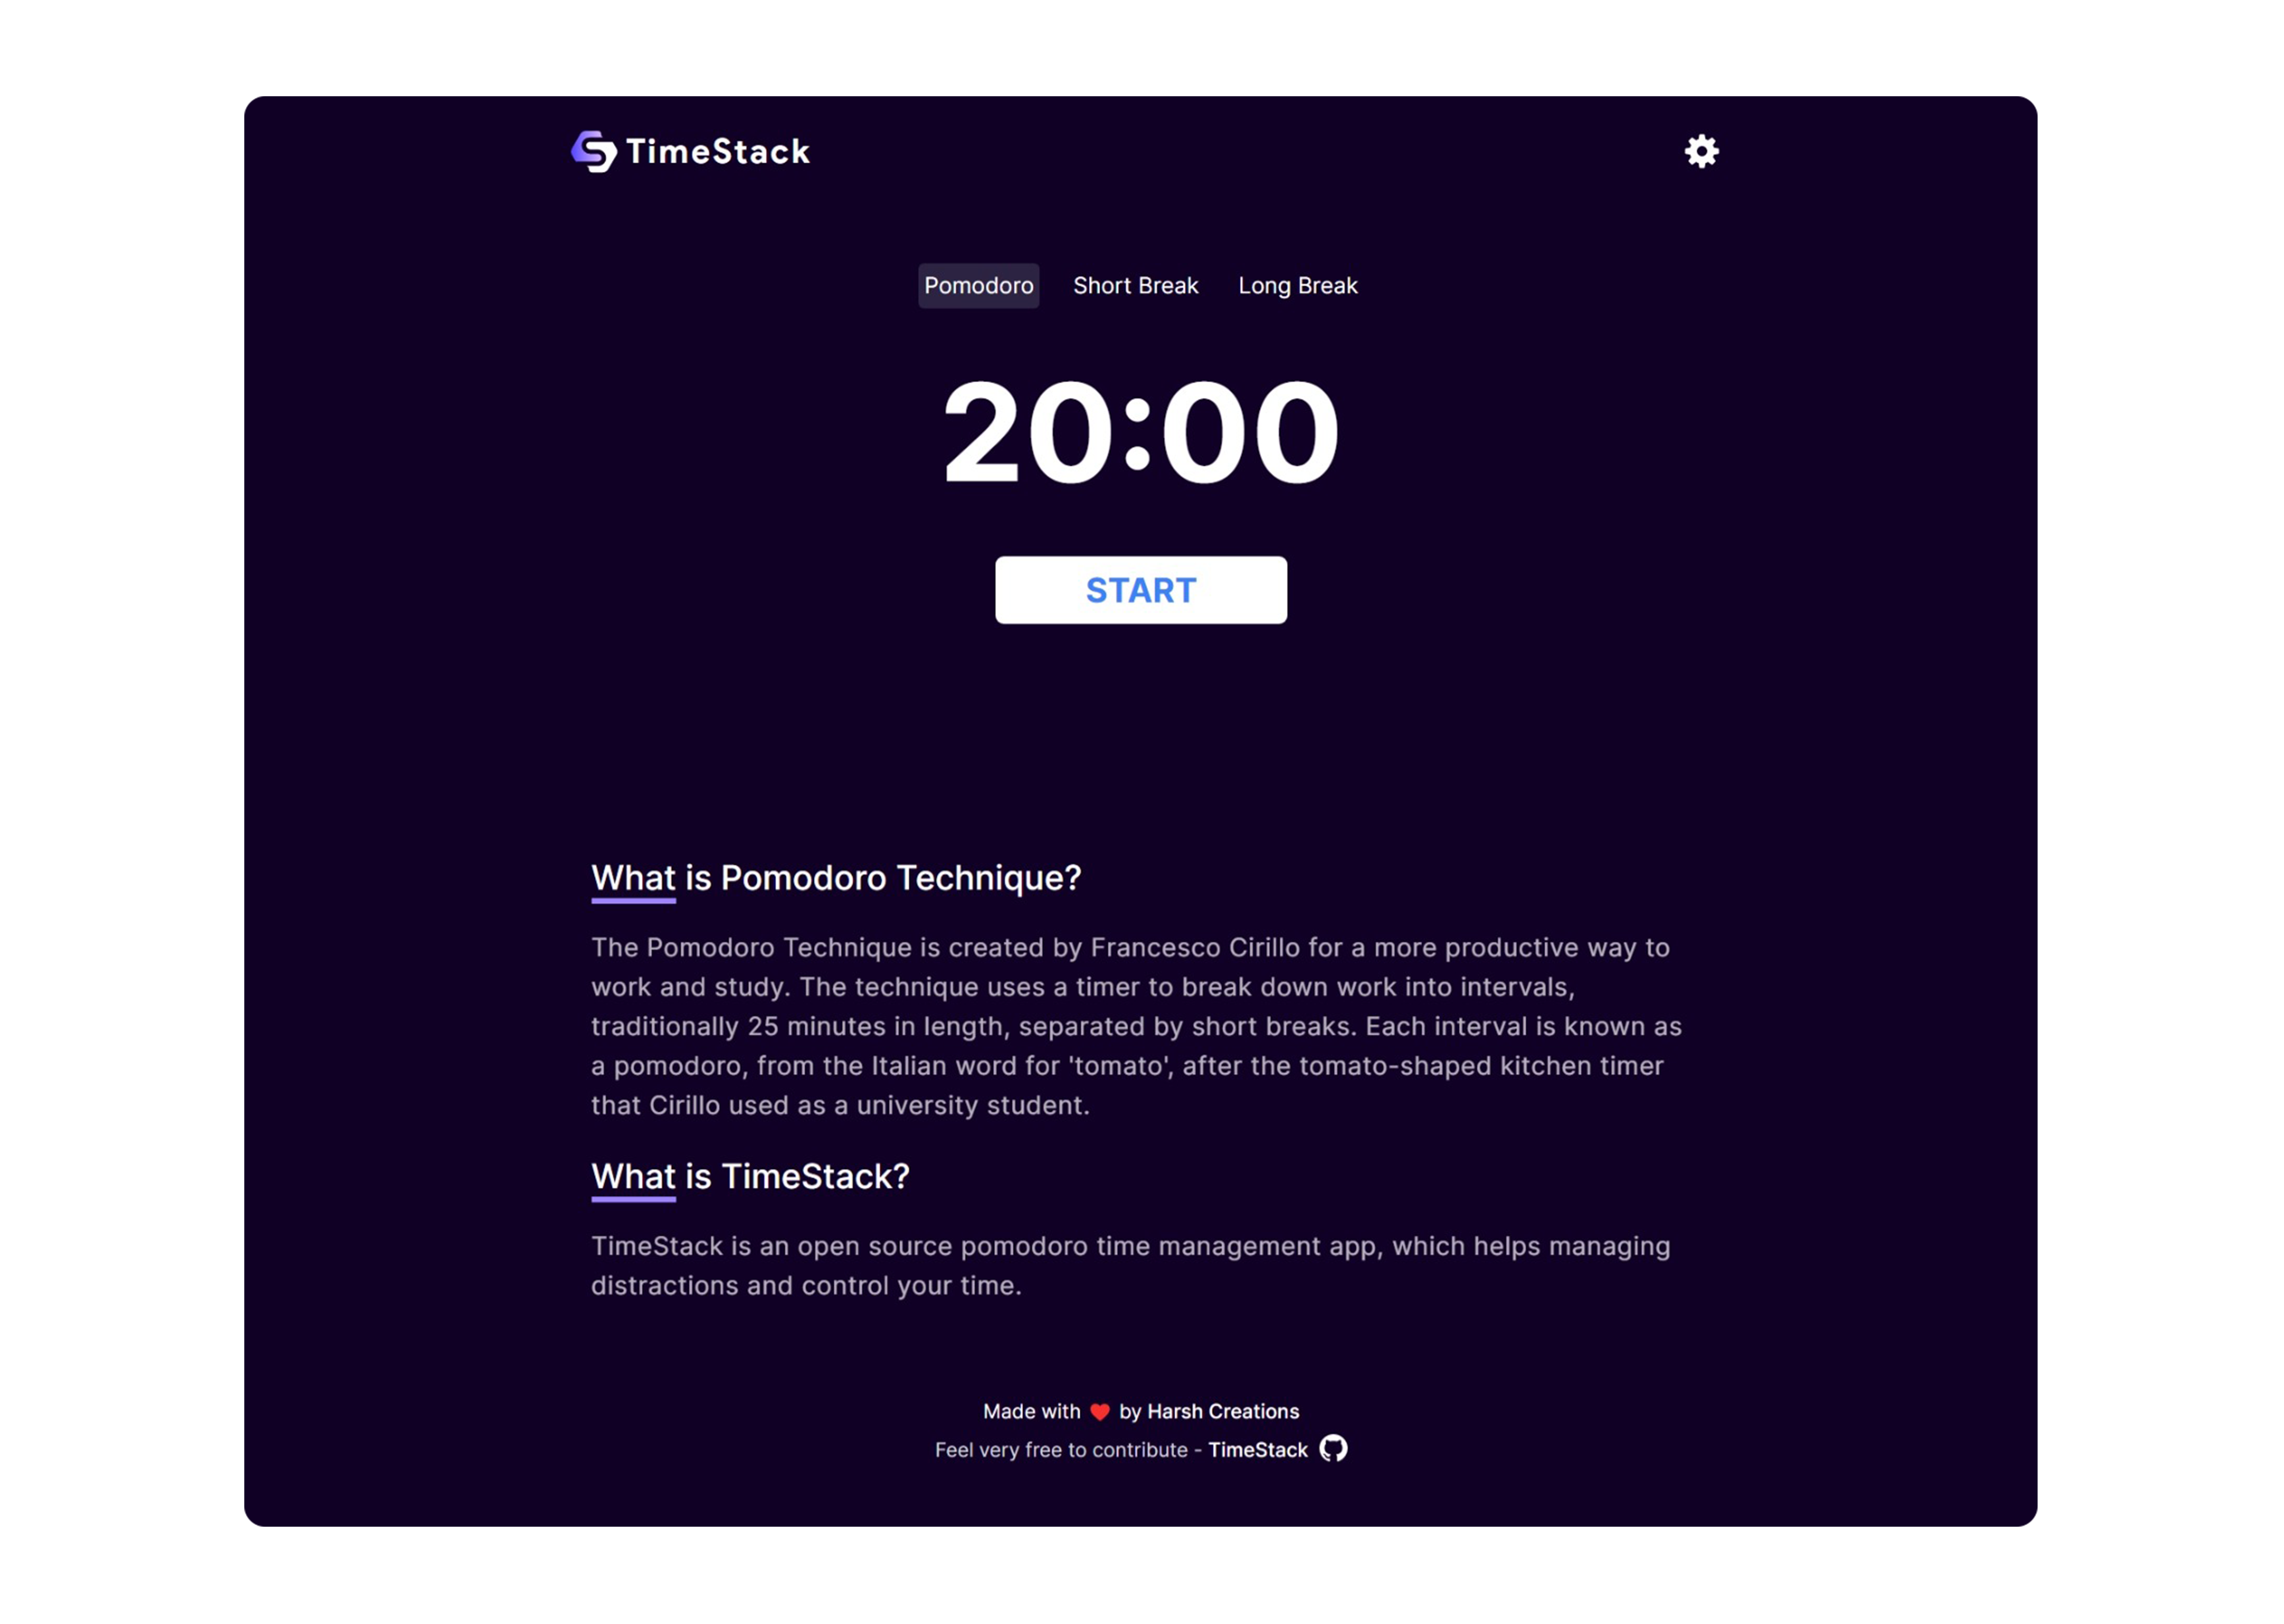 TimeStack
Pomodoro Short Break Long Break
20:00
START
What is Pomodoro Technique?
The Pomodoro Technique is created by Francesco Cirillo for a more productive way to
work and study. The technique uses a timer to break down work into intervals,
traditionally 25 minutes in length, separated by short breaks. Each interval is known as
a pomodoro, from the Italian word for 'tomato', after the tomato-shaped kitchen timer
that Cirillo used as a university student.
What is TimeStack?
TimeStack is an open source pomodoro time management app, which helps managing
distractions and control your time.
Made with ❤ by Harsh Creations
Feel very free to contribute - TimeStack